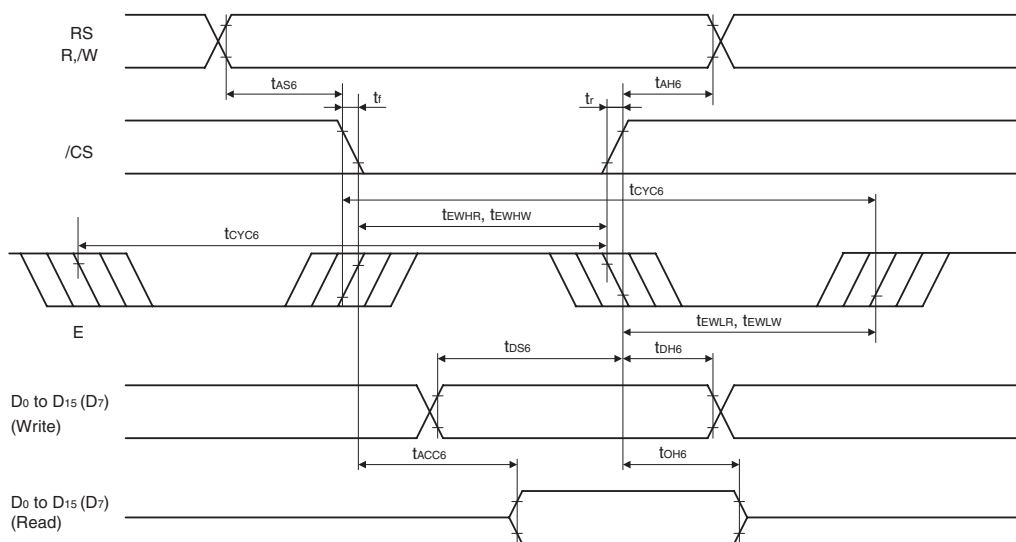 RS
R,/W
tAS6
tf
tr
tAH6
/CS
tCYC6
tEWHR, tEWHW
tCYC6
E
tEWLR, tEWLW
tDS6
tDH6
D0 to D15 (D7)
(Write)
tACC6
tOH6
D0 to D15 (D7)
(Read)